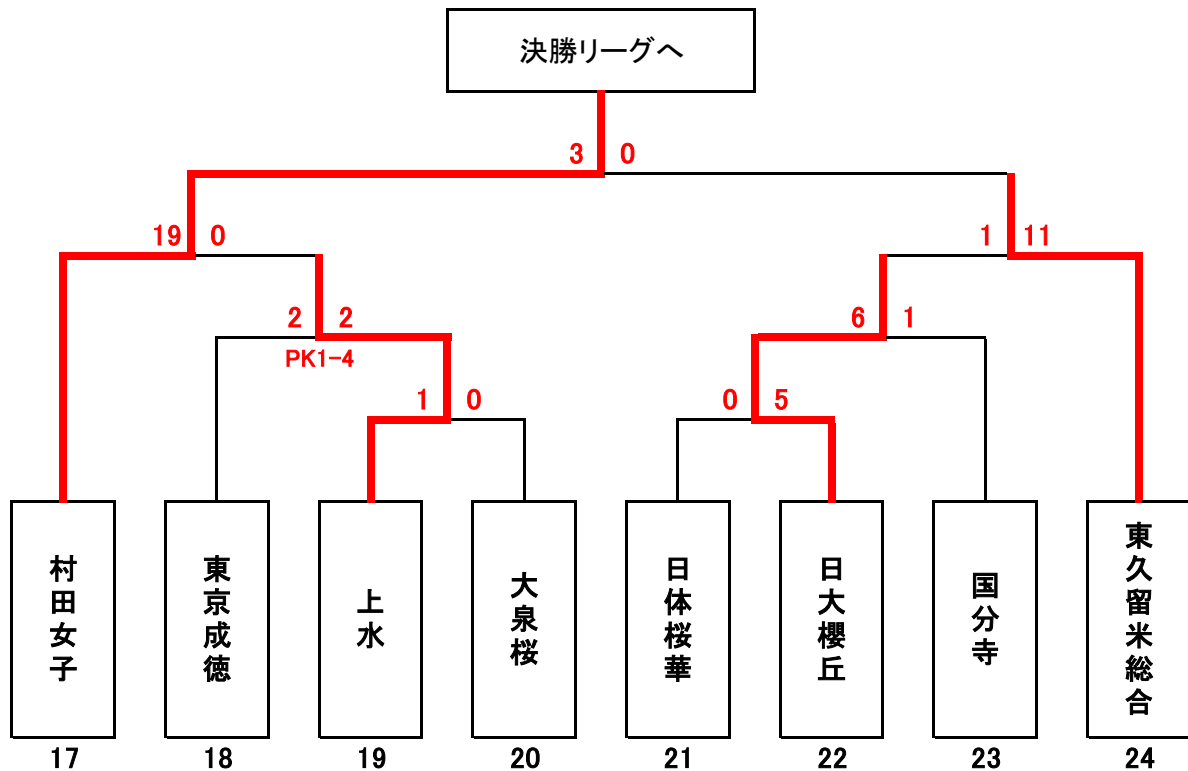 決勝リーグへ
3 0
19 0
1 11
2 2
6 1
PK1-4
1 0
0 5
村田女子
東京成徳
上水
大泉桜
日体桜華
日大櫻丘
国分寺
東久留米総合
17 18 19 20 21 22 23 24